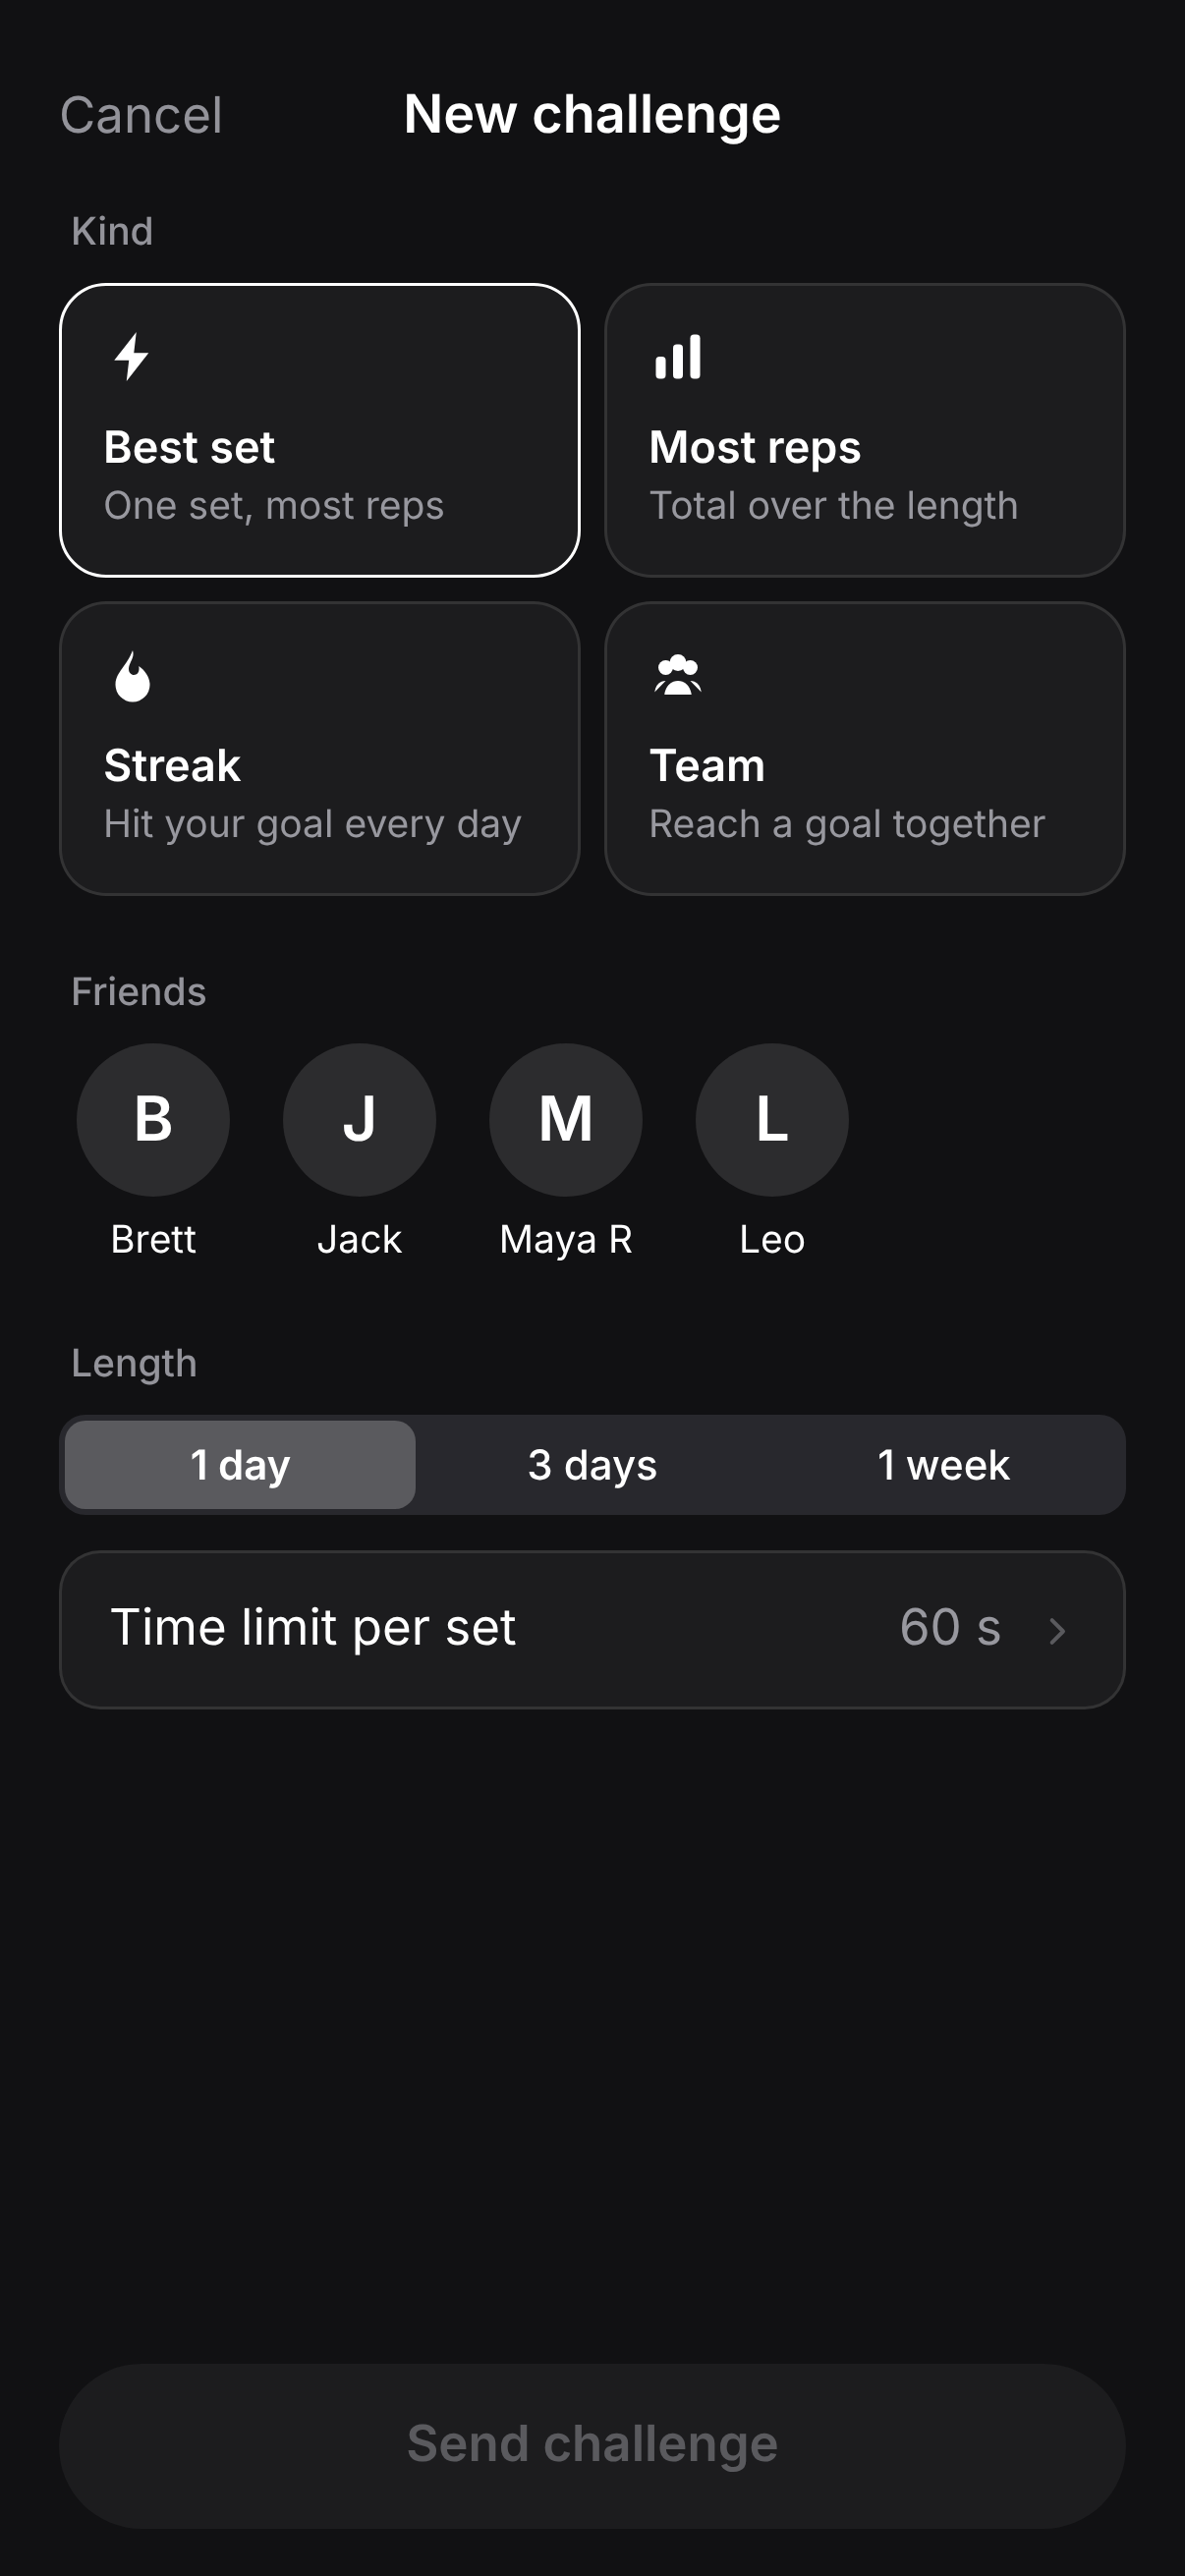 Cancel New challenge
Kind
Best set
One set, most reps
Most reps
Total over the length
Streak
Hit your goal every day
Team
Reach a goal together
Friends
B J M L
Brett Jack Maya R Leo
Length
1 day 3 days 1 week
Time limit per set 60 s
Send challenge